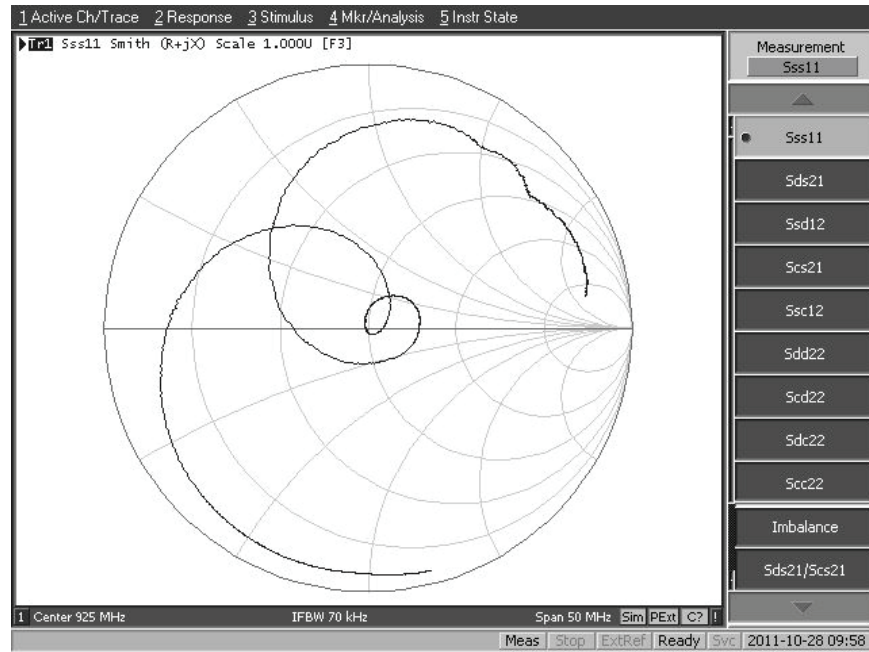 1 Active Ch/Trace 2 Response 3 Stimulus 4 Mkr/Analysis 5 Instr State
Tr1 Sss11 Smith (R+jX) Scale 1.000U [F3]
Measurement
Sss11
Sss11
Sds21
Ssd12
Scs21
Ssc12
Sdd22
Scd22
Sdc22
Scc22
Imbalance
Sds21/Scs21
1 Center 925 MHz IFBW 70 kHz Span 50 MHz Sim PExt C? !
Meas Stop ExtRef Ready Svc 2011-10-28 09:58